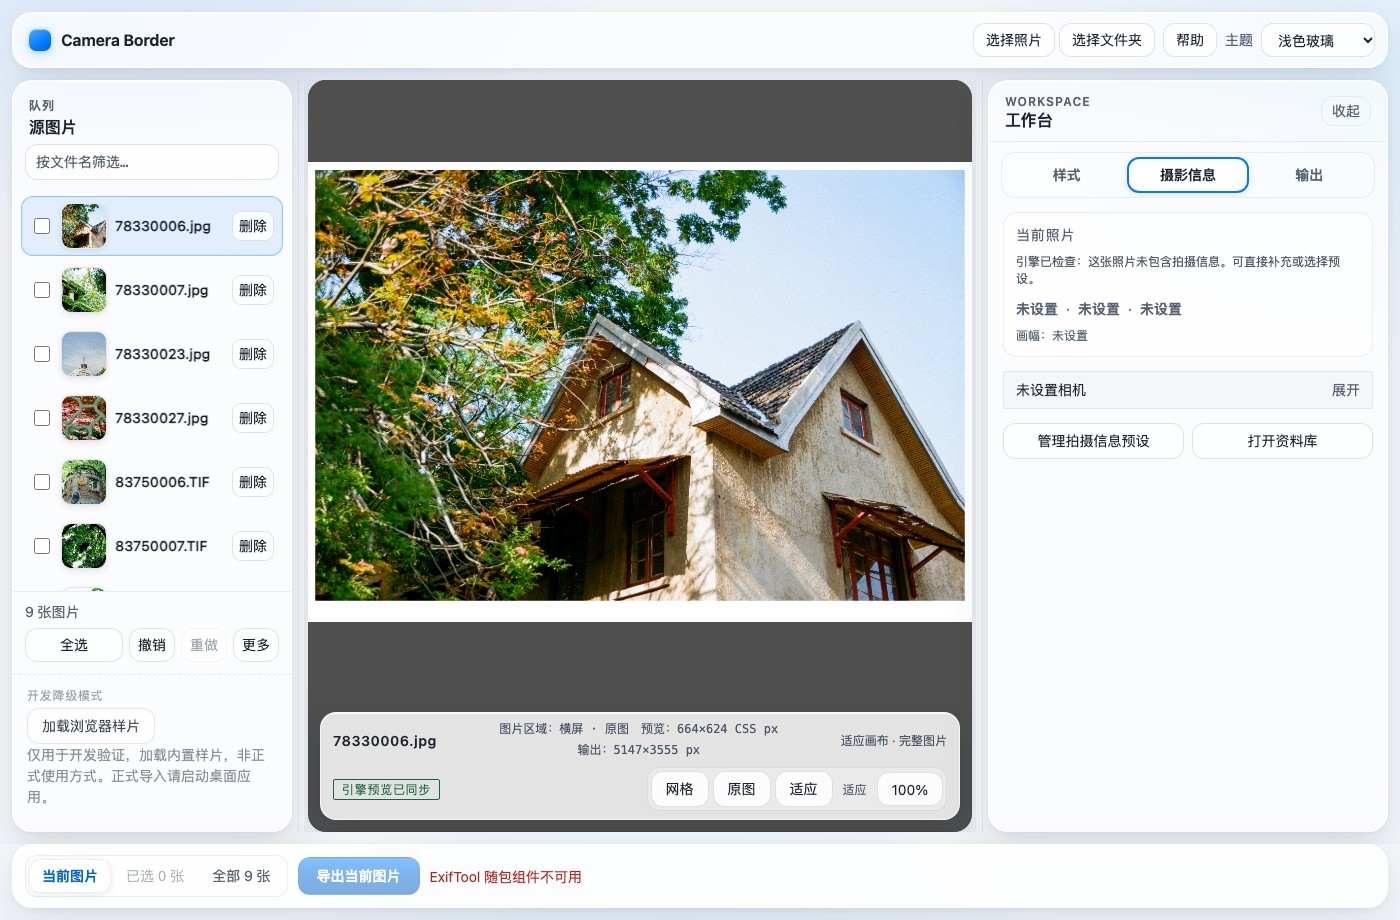 Camera Border
选择照片
选择文件夹
帮助
主题
浅色玻璃
队列
源图片
按文件名筛选…
78330006.jpg
删除
78330007.jpg
删除
78330023.jpg
删除
78330027.jpg
删除
83750006.TIF
删除
83750007.TIF
删除
9 张图片
全选
撤销
重做
更多
开发降级模式
加载浏览器样片
仅用于开发验证，加载内置样片，非正
式使用方式。正式导入请启动桌面应
用。
78330006.jpg
图片区域：横屏 · 原图 预览：664×624 CSS px
输出：5147×3555 px
适应画布 · 完整图片
引擎预览已同步
网格
原图
适应
适应
100%
WORKSPACE
工作台
收起
样式
摄影信息
输出
当前照片
引擎已检查：这张照片未包含拍摄信息。可直接补充或选择预
设。
未设置 · 未设置 · 未设置
画幅：未设置
未设置相机
展开
管理拍摄信息预设
打开资料库
当前图片
已选 0 张
全部 9 张
导出当前图片
ExifTool 随包组件不可用